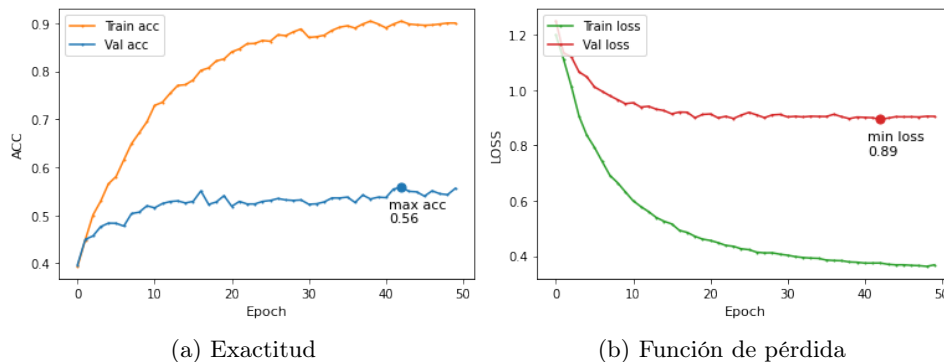 Train acc
Val acc
ACC
0.9
0.8
0.7
0.6
0.5
0.4
max acc
0.56
0
10
20
30
40
50
Epoch
(a) Exactitud
Train loss
Val loss
LOSS
1.2
1.0
0.8
0.6
0.4
min loss
0.89
0
10
20
30
40
50
Epoch
(b) Función de pérdida